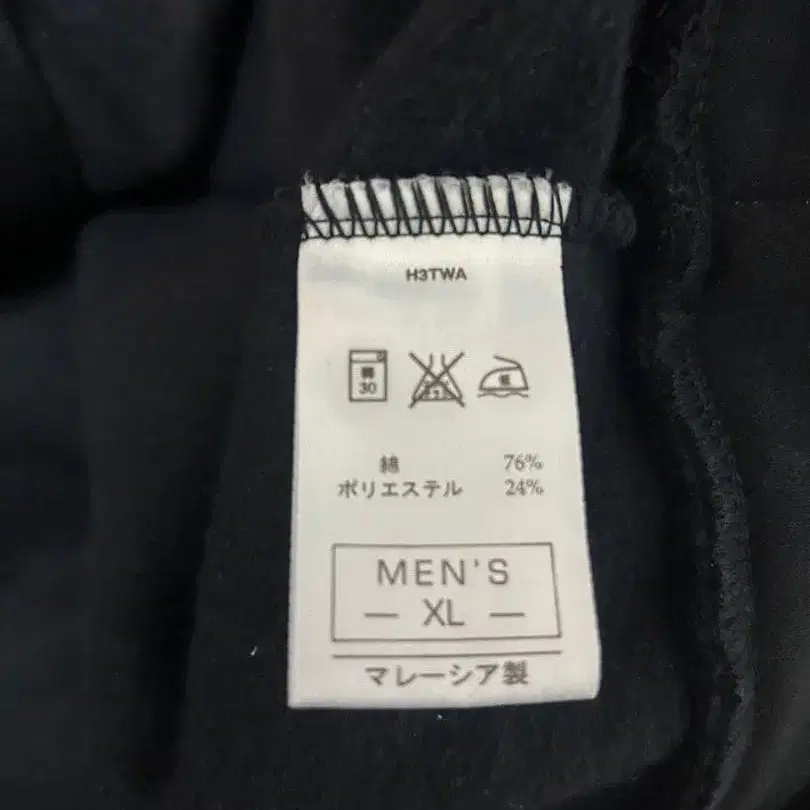 H3TWA
弱
30
綿 76%
ポリエステル 24%
MEN'S
— XL —
マレーシア製